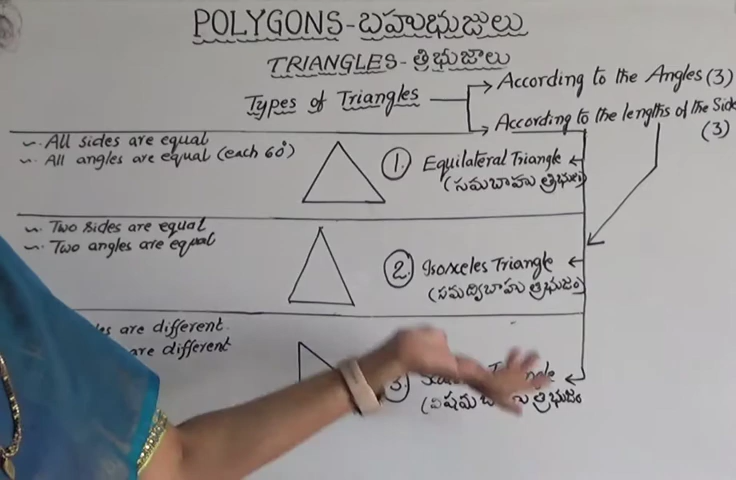 POLYGONS-బహుభుజులు
TRIANGLES-త్రిభుజాలు
Types of Triangles
According to the Angles (3)
According to the lengths of the Side
(3)
~. All sides are equal
~. All angles are equal (each 60°)
1. Equilateral Triangle
(సమబాహు త్రిభుజం)
~. Two sides are equal
~. Two angles are equal
2. Isosceles Triangle
(సమద్విబాహు త్రిభుజం)
are different.
are different
3)
(విషమ త్రిభుజం